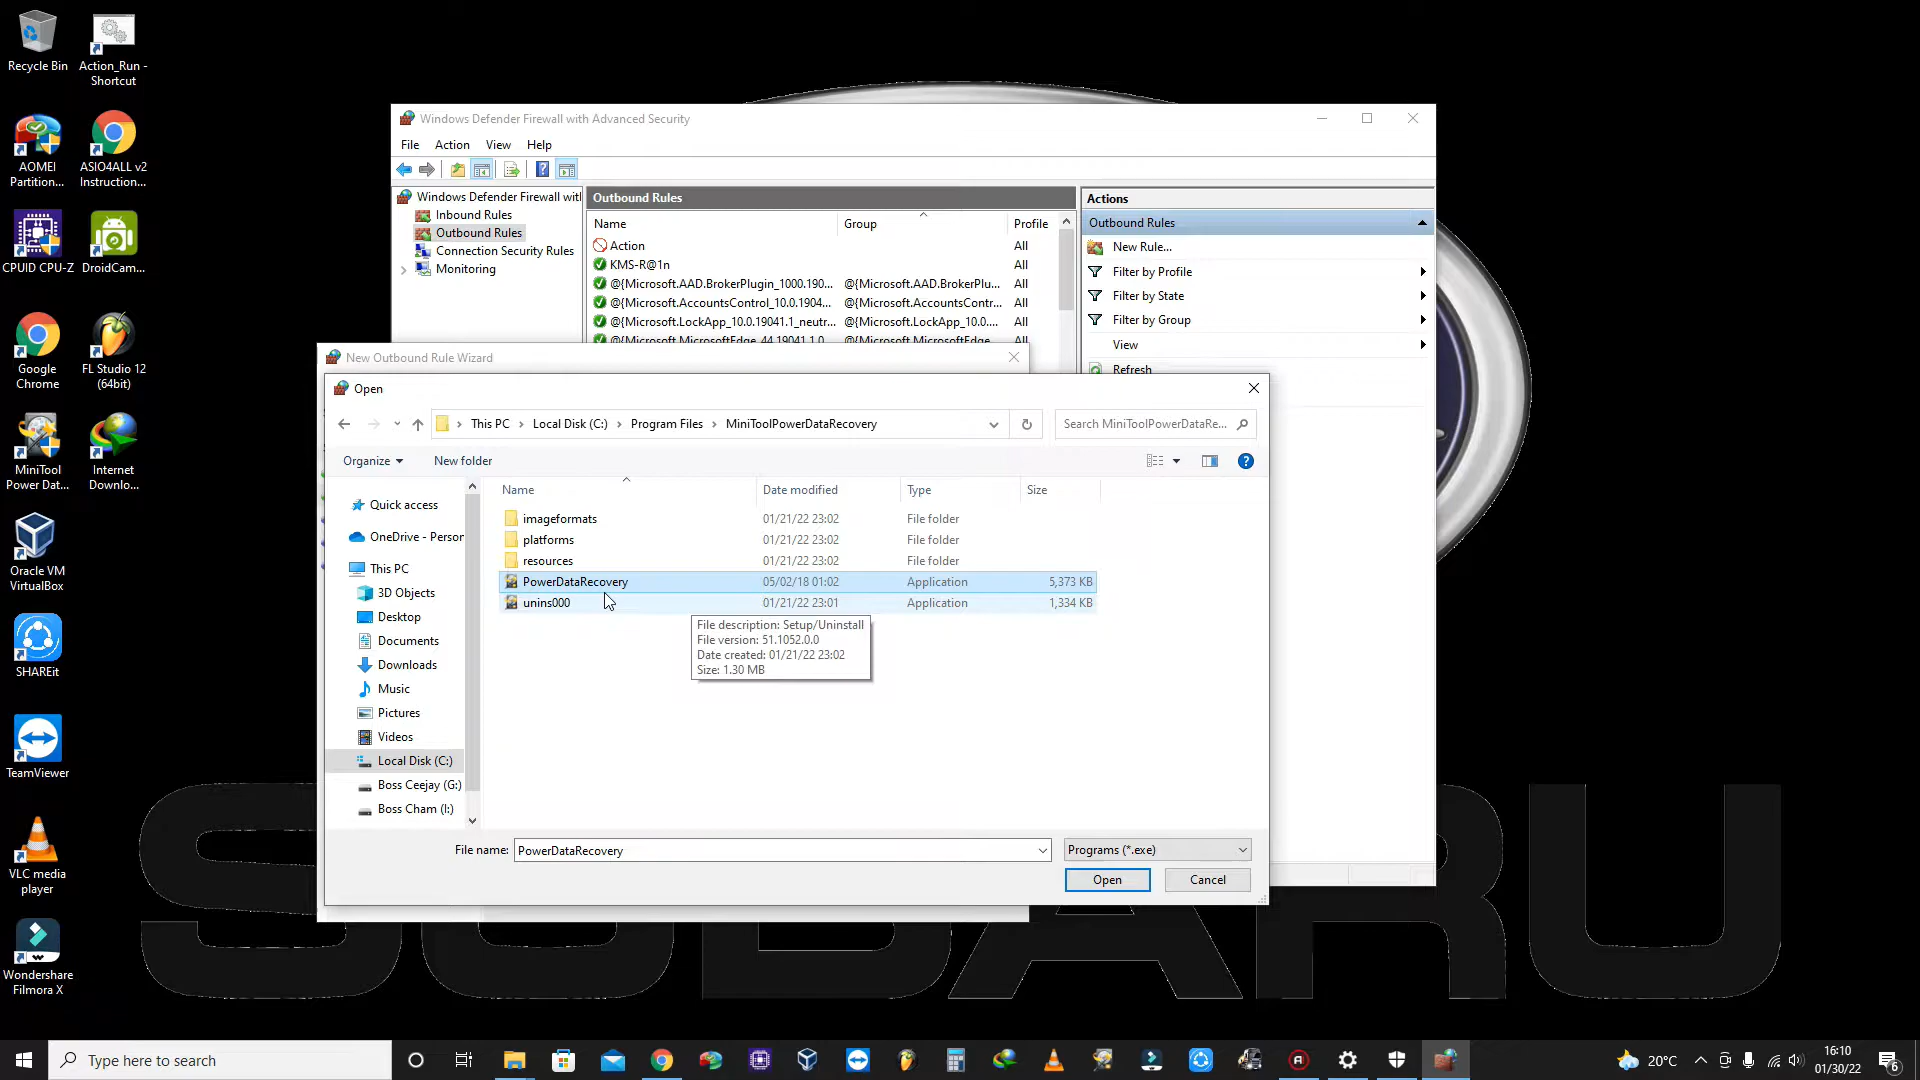 Recycle Bin
Action_Run -
Shortcut
AOMEI
Partition...
ASIO4ALL v2
Instruction...
CPUID CPU-Z
DroidCam...
Google
Chrome
FL Studio 12
(64bit)
MiniTool
Power Dat...
Internet
Downlo...
Oracle VM
VirtualBox
SHAREit
TeamViewer
VLC media
player
Wondershare
Filmora X
Windows Defender Firewall with Advanced Security
File Action View Help
Windows Defender Firewall wit
Inbound Rules
Outbound Rules
Connection Security Rules
Monitoring
Outbound Rules
Name Group Profile
Action All
KMS-R@1n All
@{Microsoft.AAD.BrokerPlugin_1000.190... @{Microsoft.AAD.BrokerPlu... All
@{Microsoft.AccountsControl_10.0.1904... @{Microsoft.AccountsContr... All
@{Microsoft.LockApp_10.0.19041.1_neutr... @{Microsoft.LockApp_10.0.... All
@{Microsoft.MicrosoftEdge_44.19041.1.0 @{Microsoft.MicrosoftEdge All
Actions
Outbound Rules
New Rule...
Filter by Profile
Filter by State
Filter by Group
View
Refresh
New Outbound Rule Wizard
Open
This PC Local Disk (C:) Program Files MiniToolPowerDataRecovery
Search MiniToolPowerDataRe...
Organize New folder
Quick access
OneDrive - Person
This PC
3D Objects
Desktop
Documents
Downloads
Music
Pictures
Videos
Local Disk (C:)
Boss Ceejay (G:)
Boss Cham (I:)
Name Date modified Type Size
imageformats 01/21/22 23:02 File folder
platforms 01/21/22 23:02 File folder
resources 01/21/22 23:02 File folder
PowerDataRecovery 05/02/18 01:02 Application 5,373 KB
unins000 01/21/22 23:01 Application 1,334 KB
File description: Setup/Uninstall
File version: 51.1052.0.0
Date created: 01/21/22 23:02
Size: 1.30 MB
File name: PowerDataRecovery Programs (*.exe)
Open Cancel
SUBARU
Type here to search
20°C
16:10
01/30/22
6